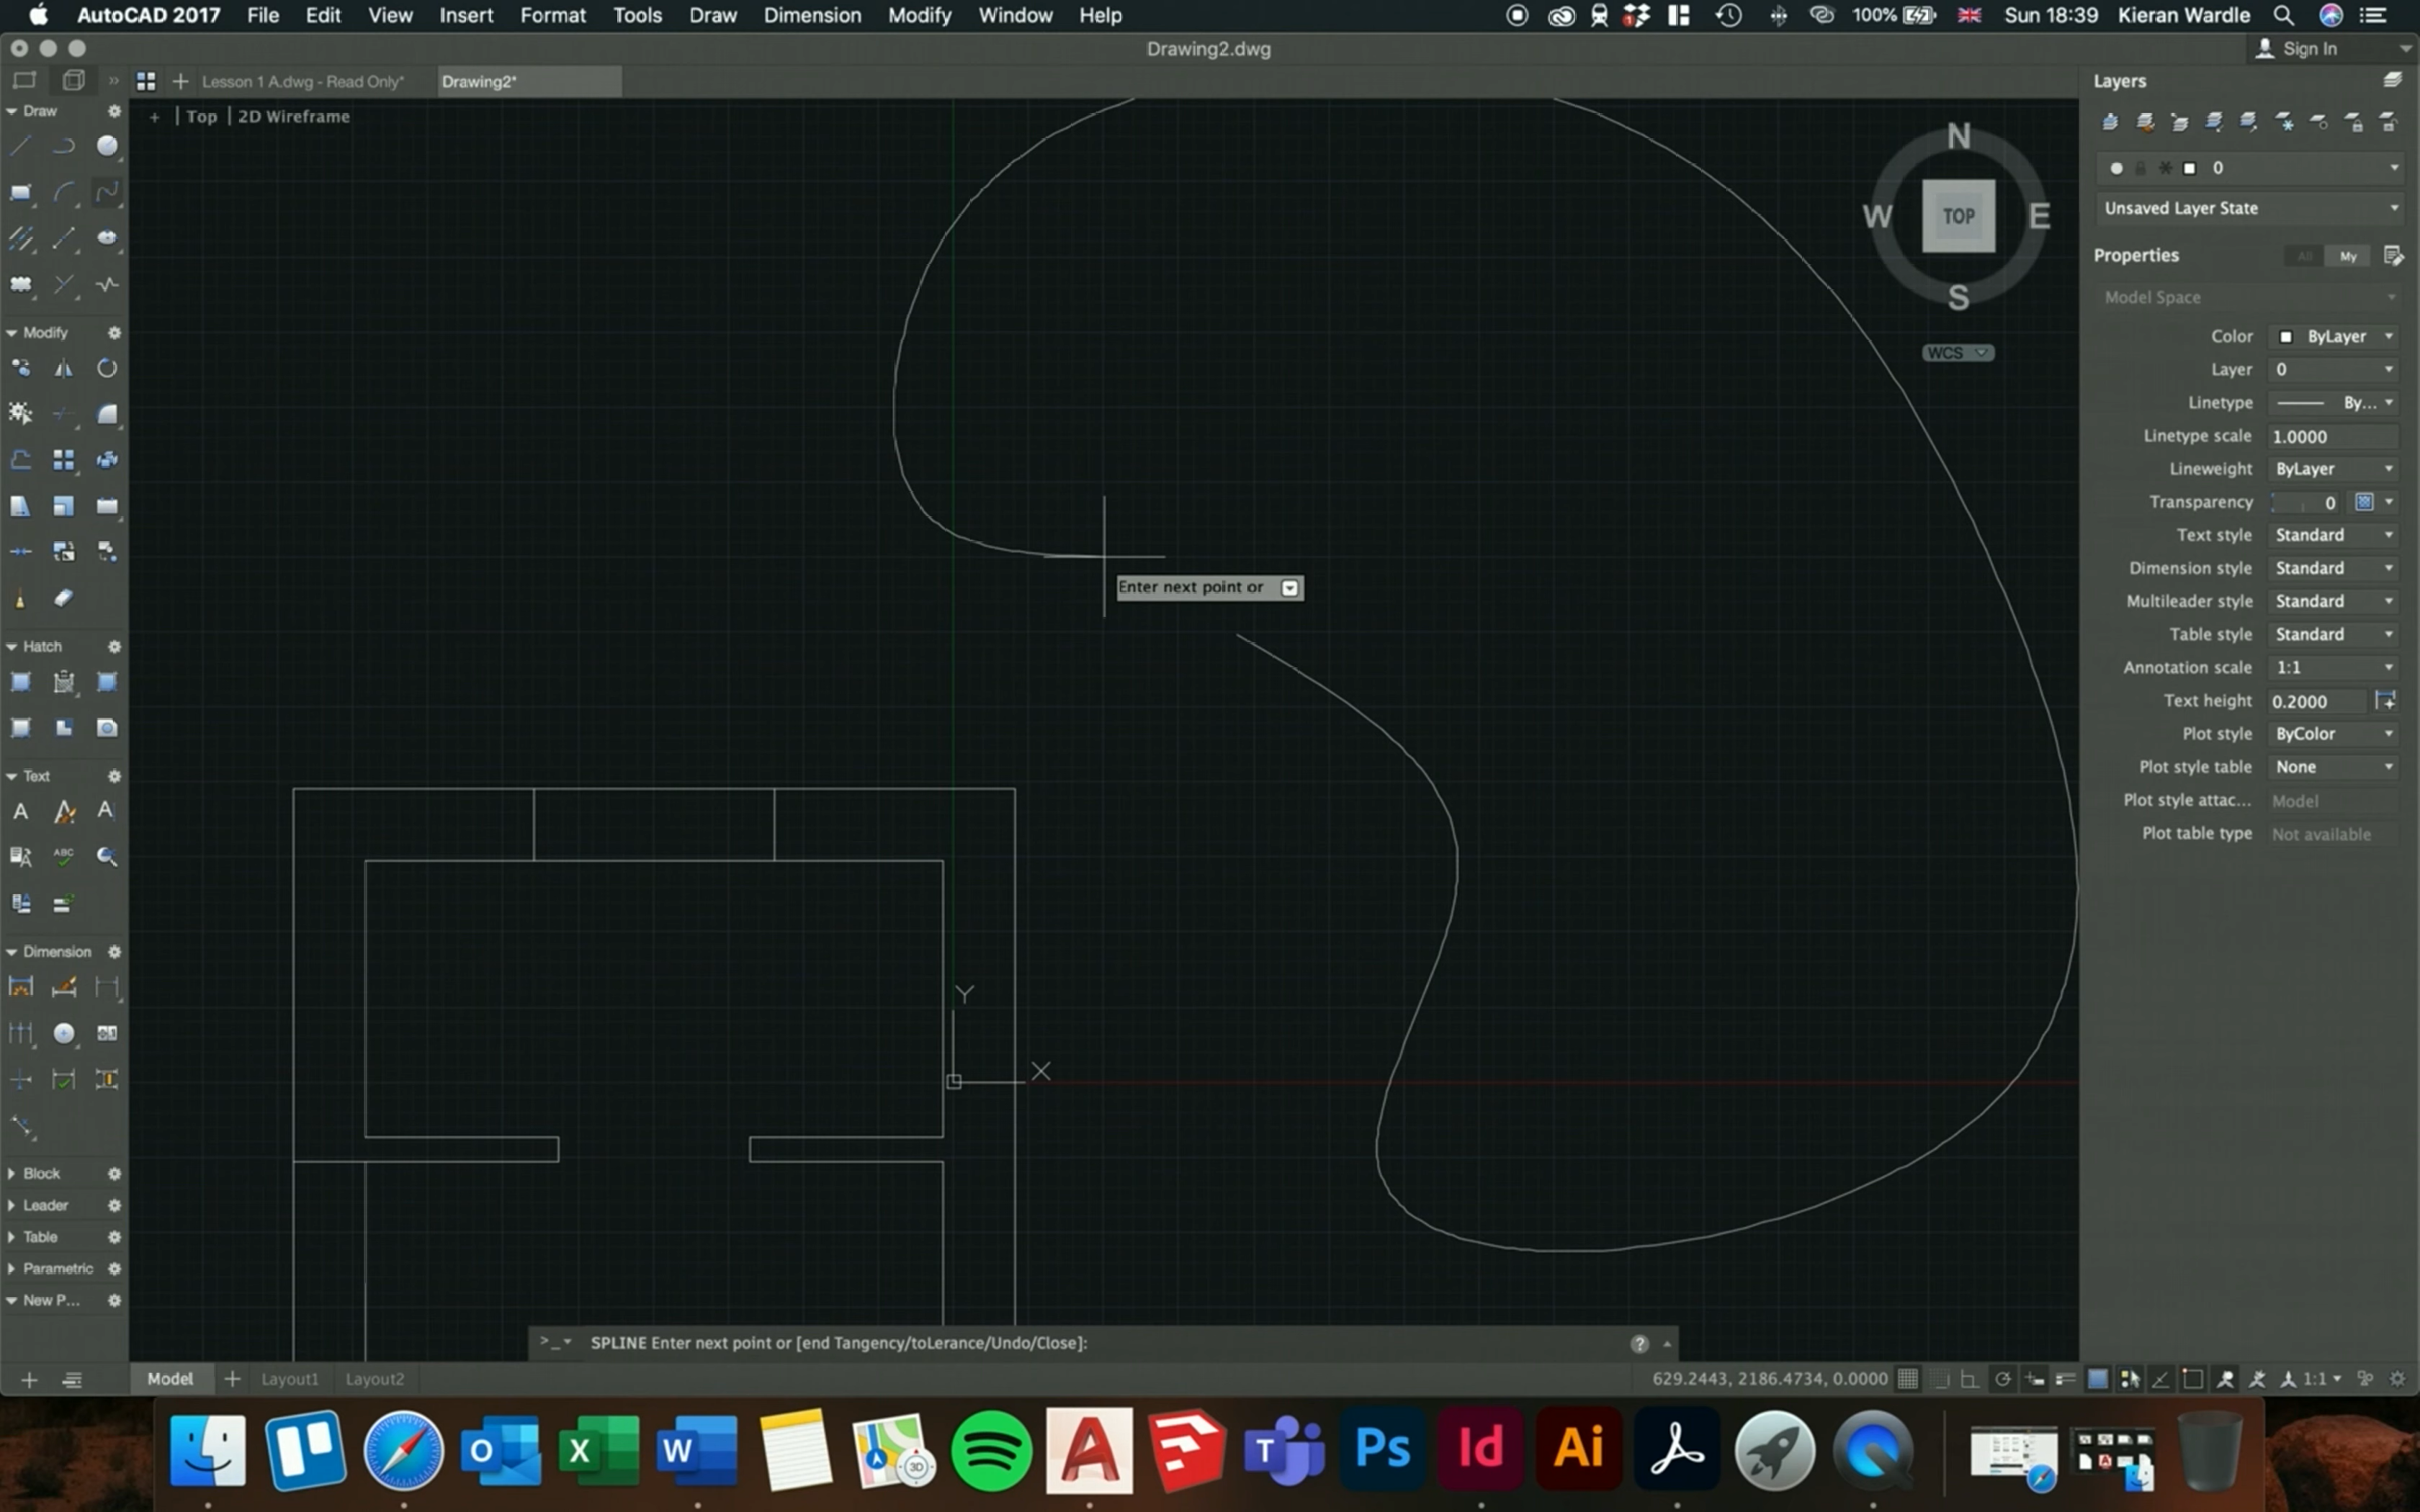 AutoCAD 2017 File Edit View Insert Format Tools Draw Dimension Modify Window Help 100% Sun 18:39 Kieran Wardle
Drawing2.dwg
Sign In
Lesson 1 A.dwg - Read Only*
Drawing2*
Layers
Draw
Top
2D Wireframe
N
W
TOP
E
S
WCS
0
Unsaved Layer State
Properties
All
My
Model Space
Color ByLayer
Layer 0
Linetype By...
Linetype scale 1.0000
Lineweight ByLayer
Transparency 0
Text style Standard
Dimension style Standard
Multileader style Standard
Table style Standard
Annotation scale 1:1
Text height 0.2000
Plot style ByColor
Plot style table None
Plot style attac... Model
Plot table type Not available
Modify
Hatch
Text
A
A
A
ABC
Dimension
Block
Leader
Table
Parametric
New P...
Enter next point or
Y
X
>_ SPLINE Enter next point or [end Tangency/toLerance/Undo/Close]:
?
Model
Layout1
Layout2
629.2443, 2186.4734, 0.0000
1:1
O
X
W
3D
T
Ps
Id
Ai